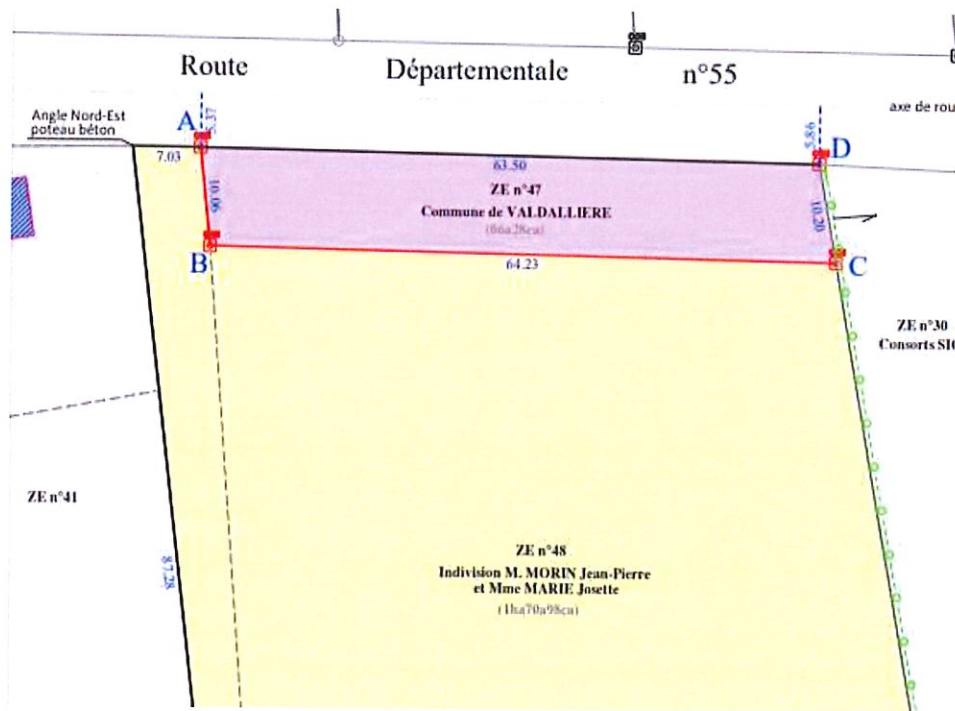 Route Départementale n°55
Angle Nord-Est
poteau béton
axe de rou
A
5.37
5.86
D
7.03
63.50
10.06
ZE n°47
Commune de VALDALLIERE
(06a28ca)
10.20
B
64.23
C
ZE n°30
Consorts SIG
ZE n°41
87.28
ZE n°48
Indivision M. MORIN Jean-Pierre
et Mme MARIE Josette
(1ha70a98ca)